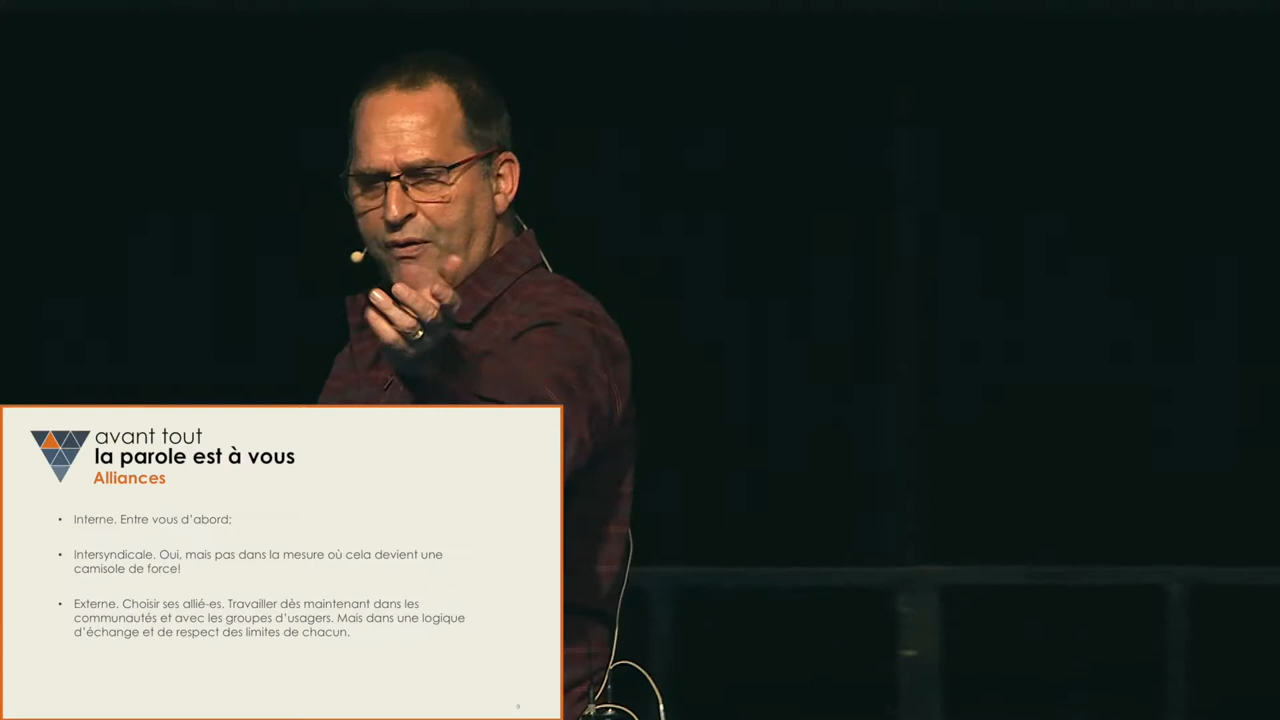 avant tout
la parole est à vous
Alliances
• Interne. Entre vous d’abord;
• Intersyndicale. Oui, mais pas dans la mesure où cela devient une
camisole de force!
• Externe. Choisir ses allié-es. Travailler dès maintenant dans les
communautés et avec les groupes d’usagers. Mais dans une logique
d’échange et de respect des limites de chacun.
9